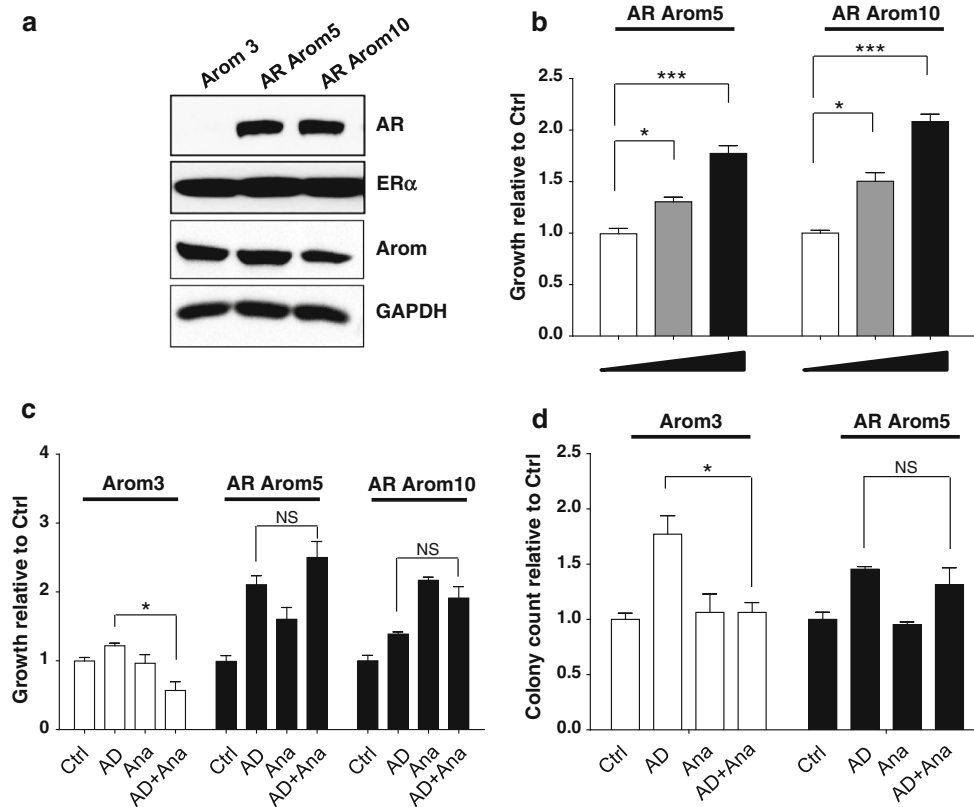 a
Arom 3
AR Arom5
AR Arom10
AR
ERα
Arom
GAPDH
b
AR Arom5
AR Arom10
Growth relative to Ctrl
2.5
2.0
1.5
1.0
0.5
0.0
***
*
***
*
c
Growth relative to Ctrl
4
3
2
1
0
Arom3
AR Arom5
AR Arom10
*
NS
NS
Ctrl
AD
Ana
AD+Ana
Ctrl
AD
Ana
AD+Ana
Ctrl
AD
Ana
AD+Ana
d
Arom3
AR Arom5
Colony count relative to Ctrl
2.5
2.0
1.5
1.0
0.5
0.0
*
NS
Ctrl
AD
Ana
AD+Ana
Ctrl
AD
Ana
AD+Ana